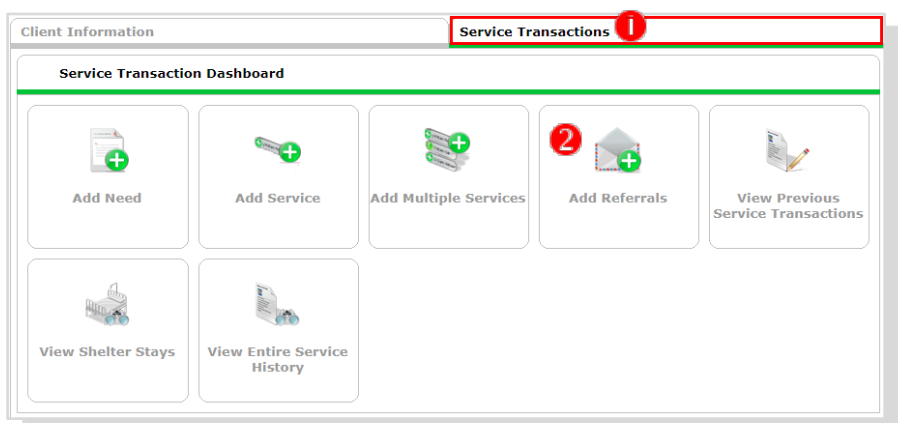 Client Information
Service Transactions 1
Service Transaction Dashboard
2
Add Need
Add Service
Add Multiple Services
Add Referrals
View Previous
Service Transactions
View Shelter Stays
View Entire Service
History